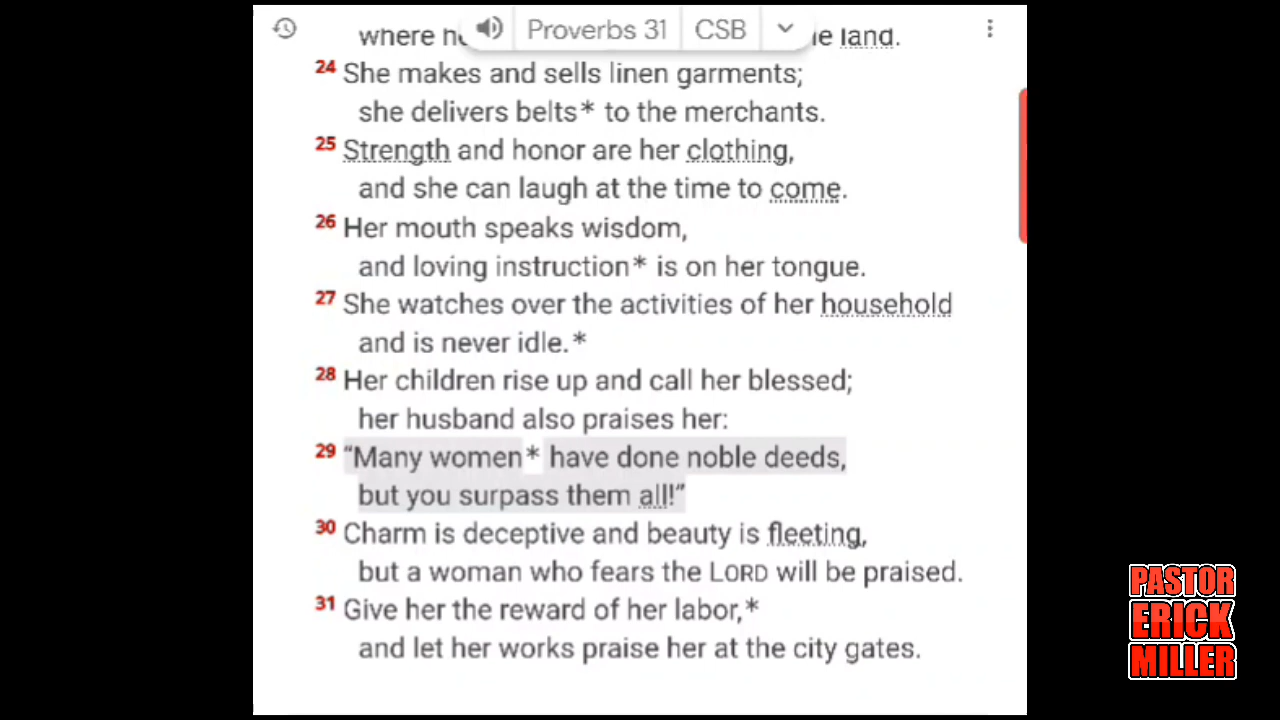 Proverbs 31 CSB
where he land.
24 She makes and sells linen garments;
she delivers belts* to the merchants.
25 Strength and honor are her clothing,
and she can laugh at the time to come.
26 Her mouth speaks wisdom,
and loving instruction* is on her tongue.
27 She watches over the activities of her household
and is never idle.*
28 Her children rise up and call her blessed;
her husband also praises her:
29 “Many women* have done noble deeds,
but you surpass them all!”
30 Charm is deceptive and beauty is fleeting,
but a woman who fears the LORD will be praised.
31 Give her the reward of her labor,*
and let her works praise her at the city gates.
PASTOR
ERICK
MILLER